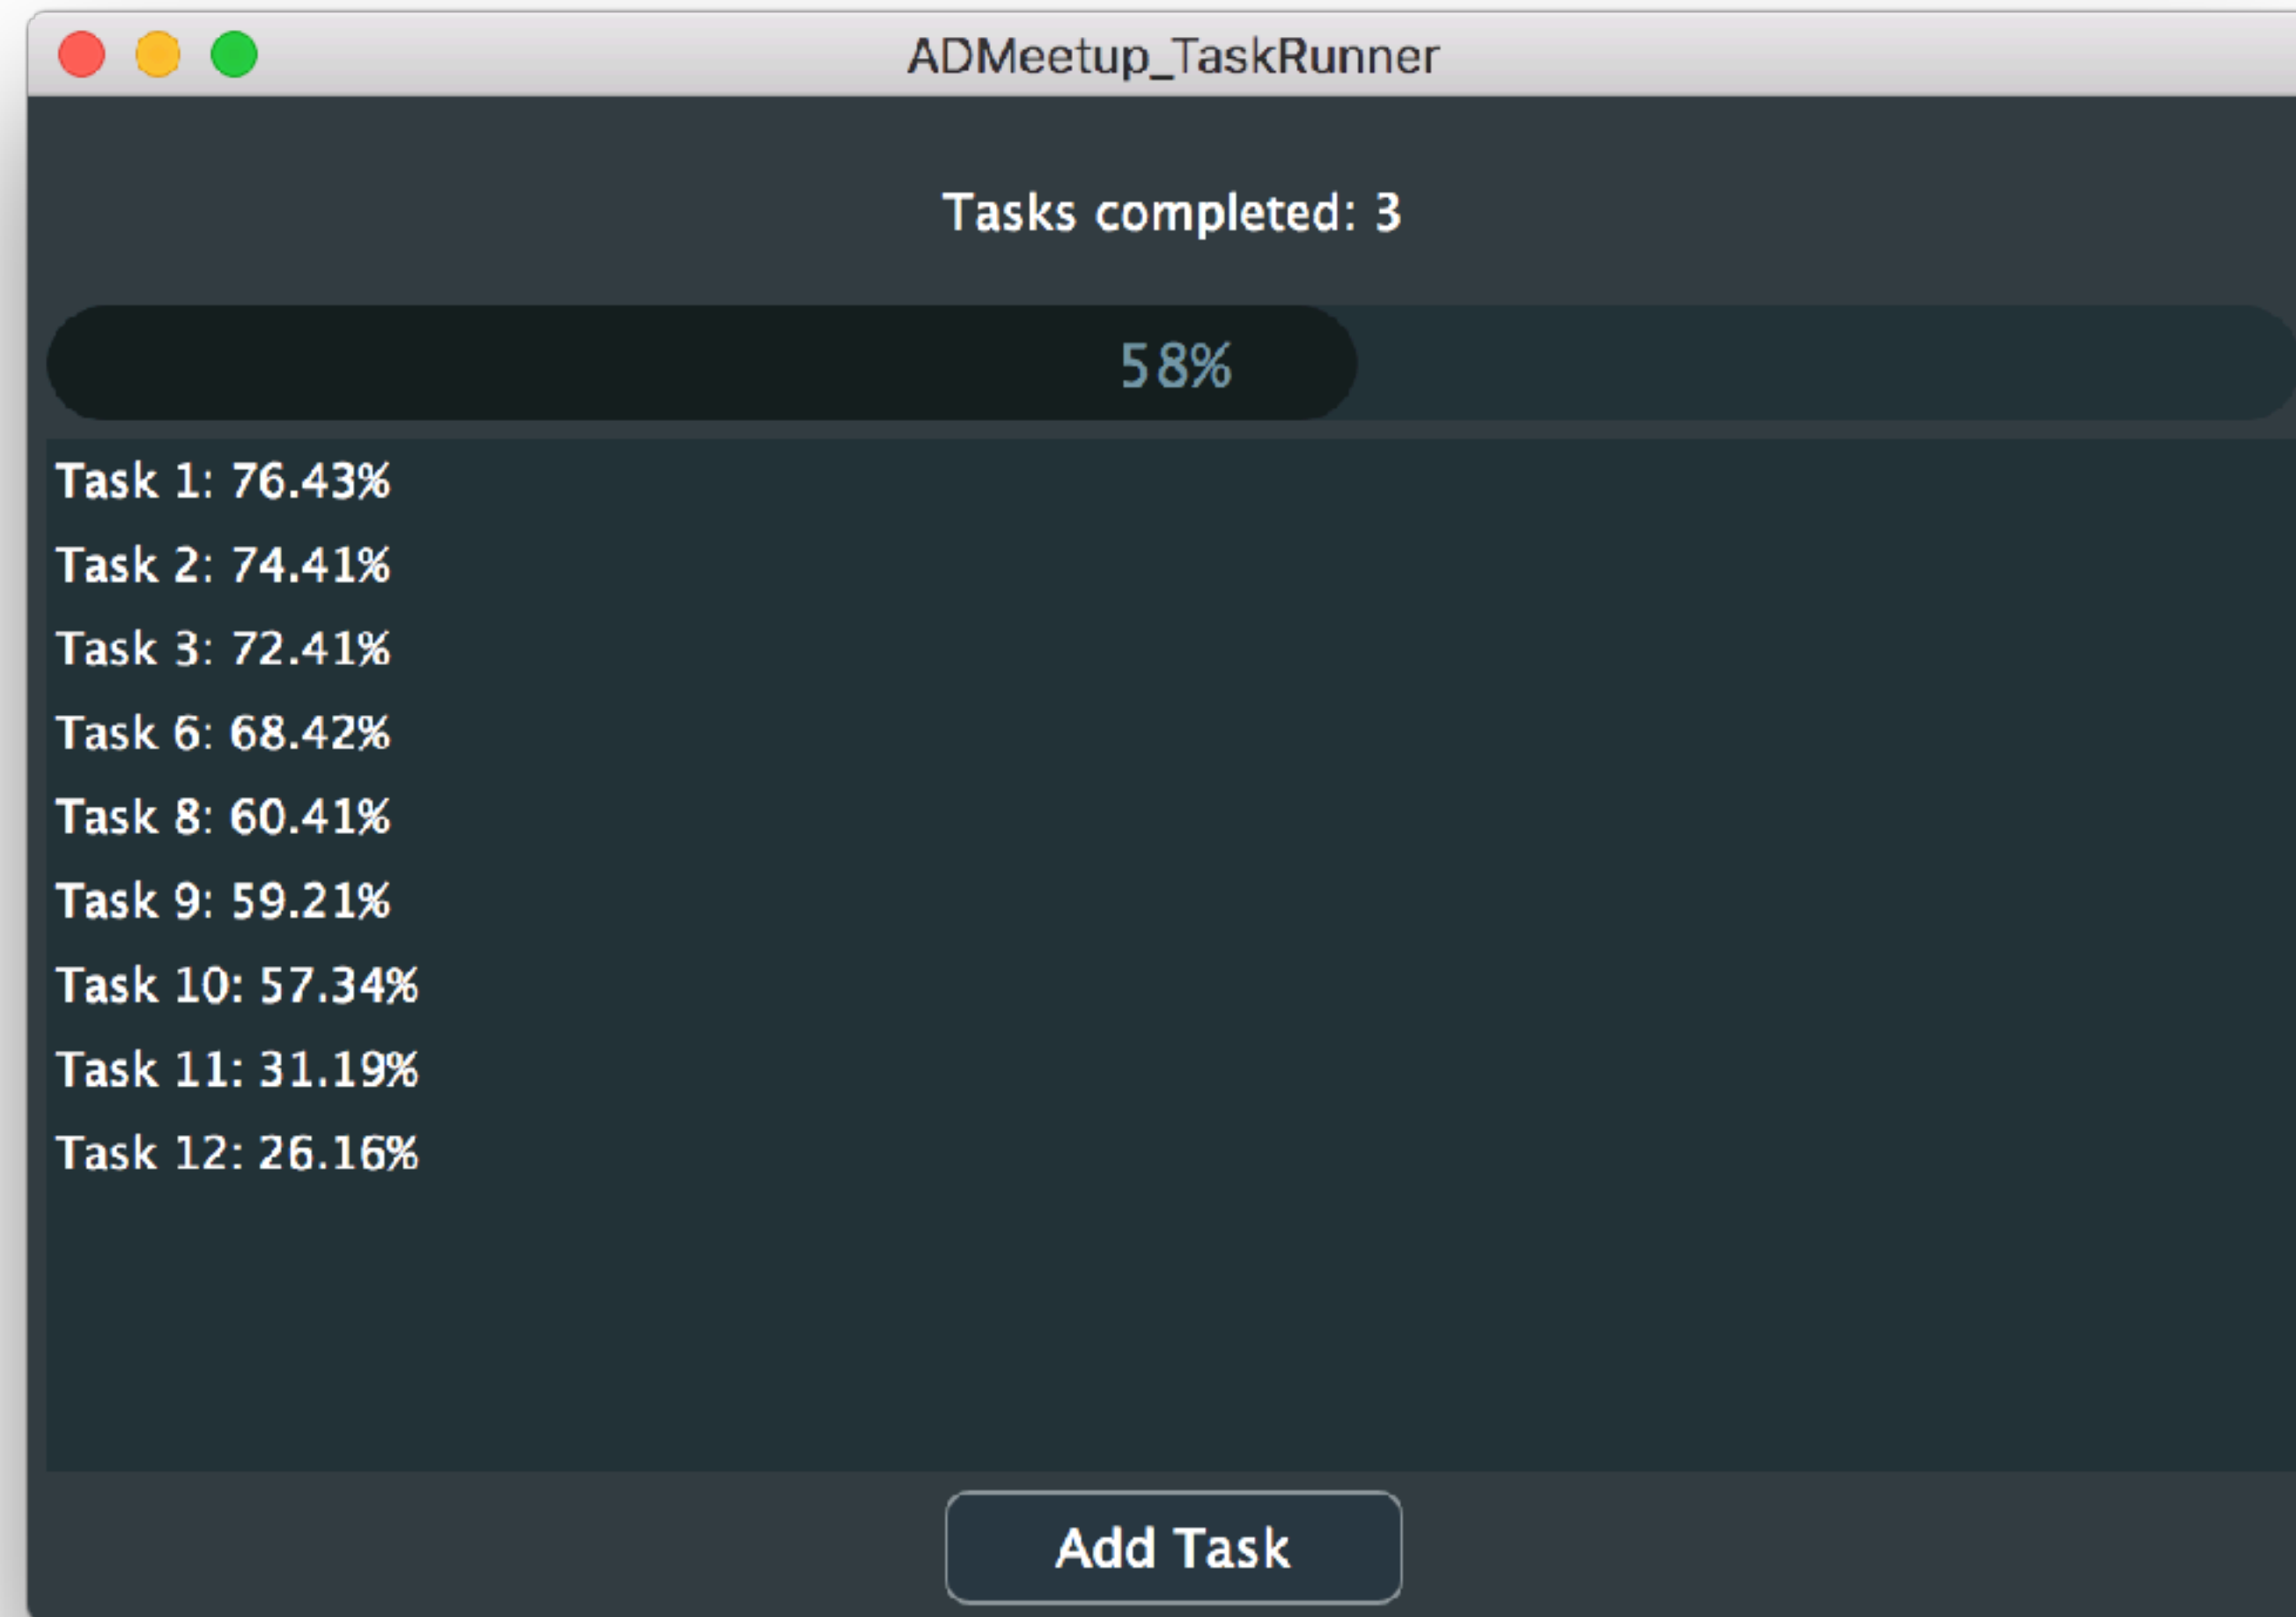 ADMeetup_TaskRunner
Tasks completed: 3
58%
Task 1: 76.43%
Task 2: 74.41%
Task 3: 72.41%
Task 6: 68.42%
Task 8: 60.41%
Task 9: 59.21%
Task 10: 57.34%
Task 11: 31.19%
Task 12: 26.16%
Add Task